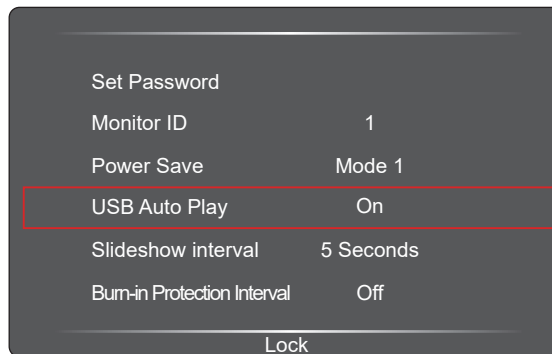 Set Password
Monitor ID 1
Power Save Mode 1
USB Auto Play On
Slideshow interval 5 Seconds
Burn-in Protection Interval Off
Lock